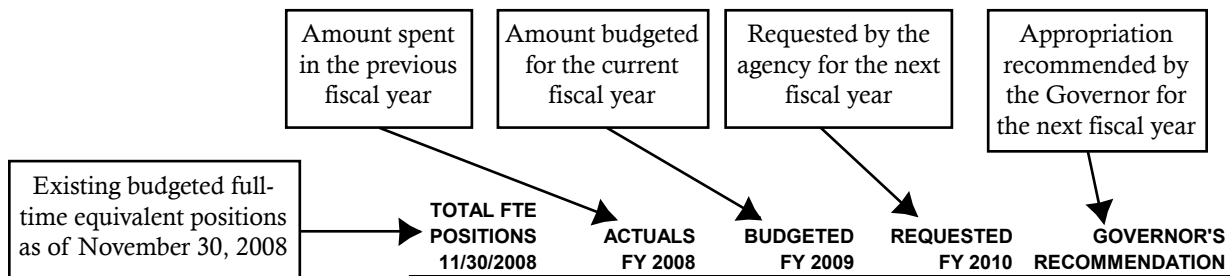 Amount spent
in the previous
fiscal year
Amount budgeted
for the current
fiscal year
Requested by the
agency for the next
fiscal year
Appropriation
recommended by
the Governor for
the next fiscal year
Existing budgeted full-
time equivalent positions
as of November 30, 2008
TOTAL FTE
POSITIONS
11/30/2008
ACTUALS
FY 2008
BUDGETED
FY 2009
REQUESTED
FY 2010
GOVERNOR'S
RECOMMENDATION